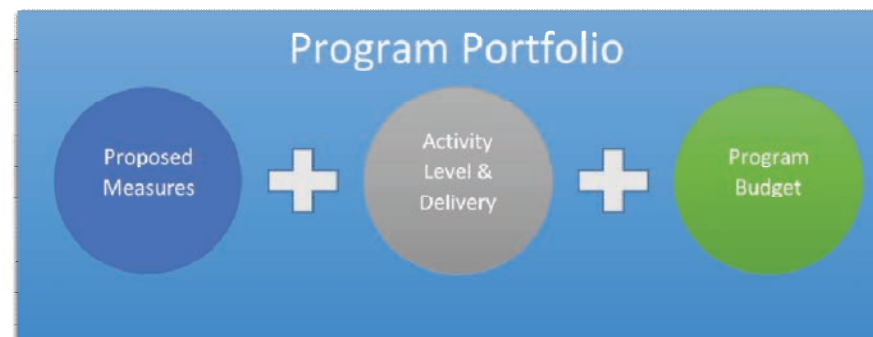 Program Portfolio
Proposed
Measures
Activity
Level &
Delivery
Program
Budget